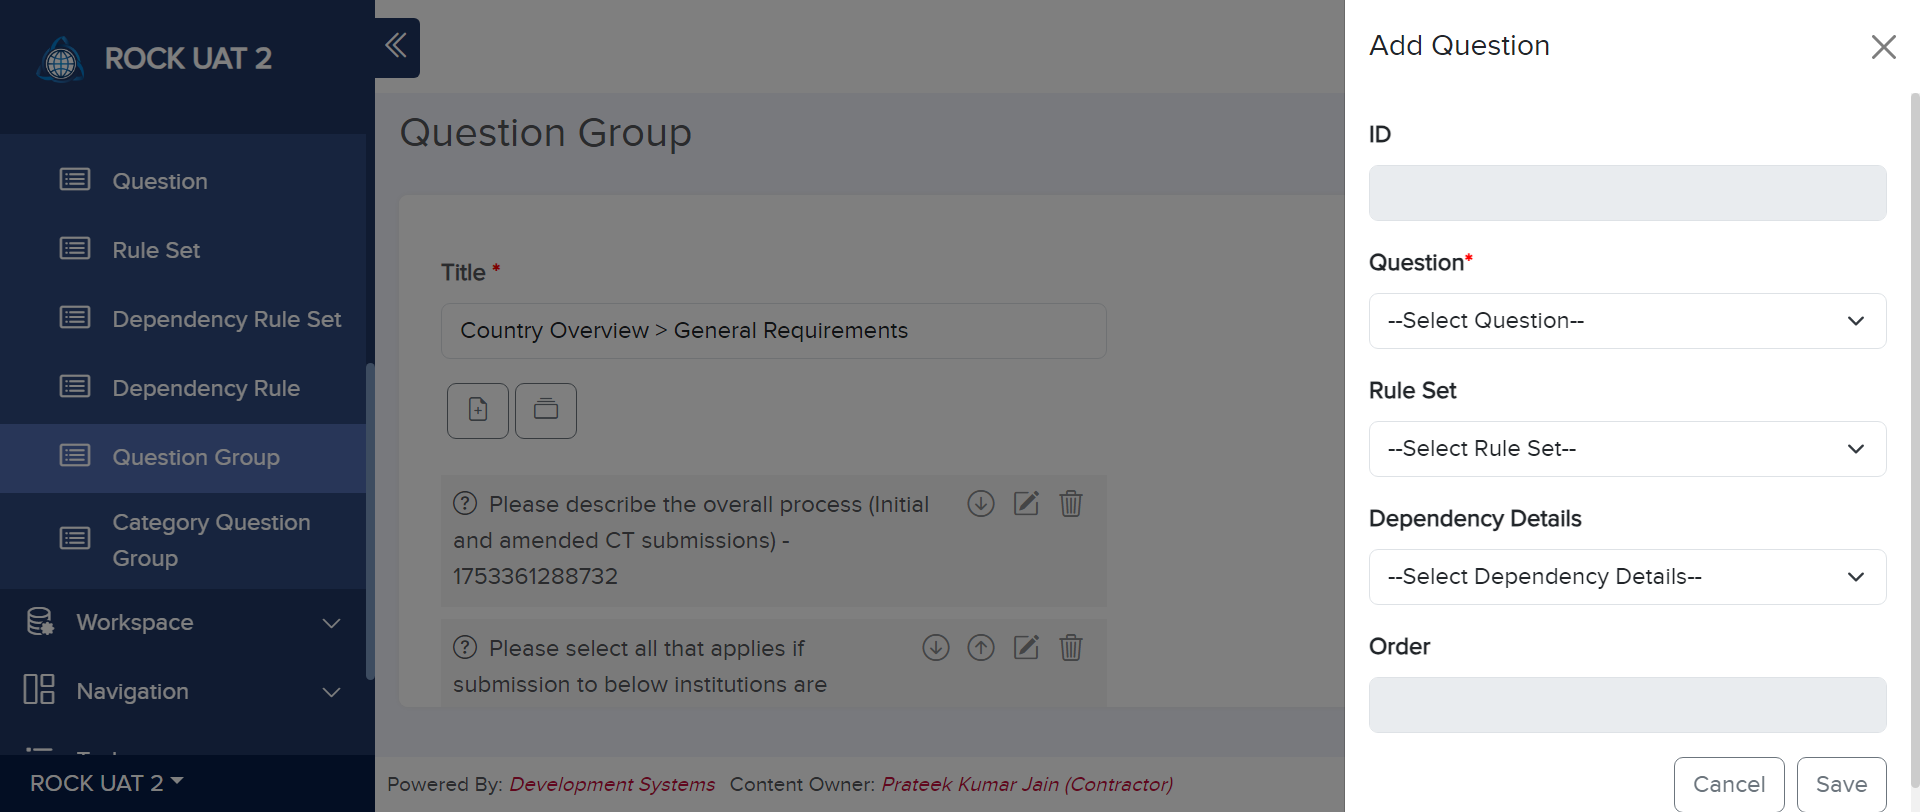 ROCK UAT 2
Question
Rule Set
Dependency Rule Set
Dependency Rule
Question Group
Category Question
Group
Workspace
Navigation
ROCK UAT 2
Question Group
Title *
Country Overview > General Requirements
Please describe the overall process (Initial
and amended CT submissions) -
1753361288732
Please select all that applies if
submission to below institutions are
Powered By: Development Systems Content Owner: Prateek Kumar Jain (Contractor)
Add Question
ID
Question*
--Select Question--
Rule Set
--Select Rule Set--
Dependency Details
--Select Dependency Details--
Order
Cancel Save